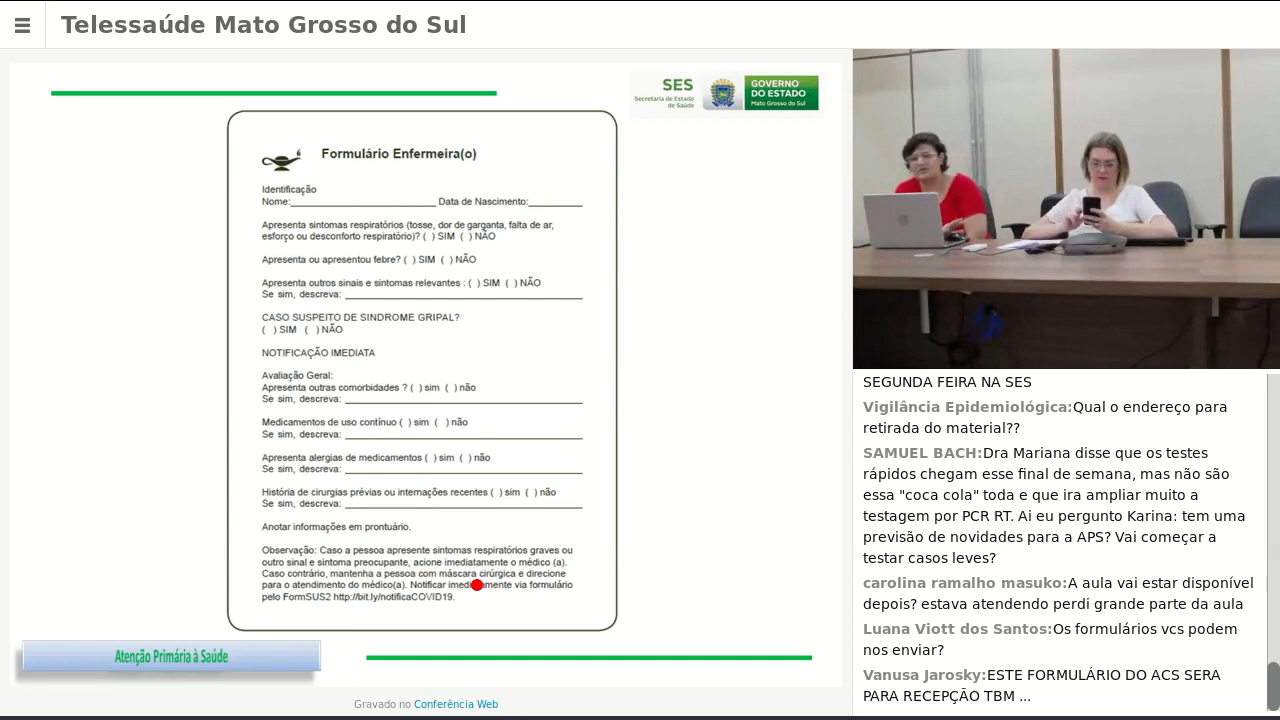 Telessaúde Mato Grosso do Sul
SES
Secretaria de Estado
de Saúde
GOVERNO
DO ESTADO
Mato Grosso do Sul
Formulário Enfermeira(o)
Identificação
Nome:__________________________ Data de Nascimento:__________
Apresenta sintomas respiratórios (tosse, dor de garganta, falta de ar,
esforço ou desconforto respiratório)? ( ) SIM ( ) NÃO
Apresenta ou apresentou febre? ( ) SIM ( ) NÃO
Apresenta outros sinais e sintomas relevantes : ( ) SIM ( ) NÃO
Se sim, descreva: __________________________________________
CASO SUSPEITO DE SINDROME GRIPAL?
( ) SIM ( ) NÃO
NOTIFICAÇÃO IMEDIATA
Avaliação Geral:
Apresenta outras comorbidades ? ( ) sim ( ) não
Se sim, descreva: __________________________________________
Medicamentos de uso contínuo ( ) sim ( ) não
Se sim, descreva: __________________________________________
Apresenta alergias de medicamentos ( ) sim ( ) não
Se sim, descreva: __________________________________________
História de cirurgias prévias ou internações recentes ( ) sim ( ) não
Se sim, descreva: __________________________________________
Anotar informações em prontuário.
Observação: Caso a pessoa apresente sintomas respiratórios graves ou
outro sinal e sintoma preocupante, acione imediatamente o médico (a).
Caso contrário, mantenha a pessoa com máscara cirúrgica e direcione
para o atendimento do médico(a). Notificar imediatamente via formulário
pelo FormSUS2 http://bit.ly/notificaCOVID19.
Atenção Primária à Saúde
Gravado no Conferência Web
SEGUNDA FEIRA NA SES
Vigilância Epidemiológica:Qual o endereço para
retirada do material??
SAMUEL BACH:Dra Mariana disse que os testes
rápidos chegam esse final de semana, mas não são
essa "coca cola" toda e que ira ampliar muito a
testagem por PCR RT. Ai eu pergunto Karina: tem uma
previsão de novidades para a APS? Vai começar a
testar casos leves?
carolina ramalho masuko:A aula vai estar disponível
depois? estava atendendo perdi grande parte da aula
Luana Viott dos Santos:Os formulários vcs podem
nos enviar?
Vanusa Jarosky:ESTE FORMULÁRIO DO ACS SERA
PARA RECEPÇÃO TBM ...